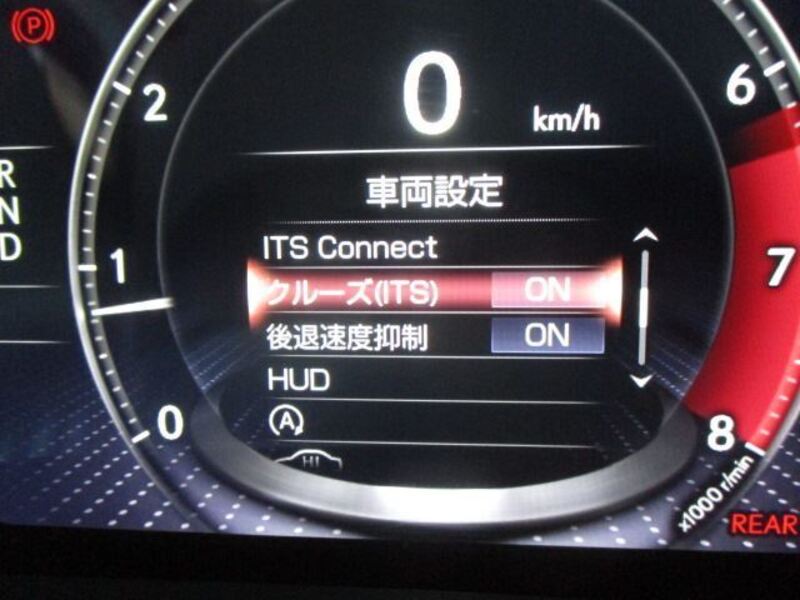 (P)
0
km/h
車両設定
ITS Connect
クルーズ(ITS) ON
後退速度抑制 ON
HUD
A
HI
R
N
D
0
1
2
6
7
8
x1000 r/min
REAR